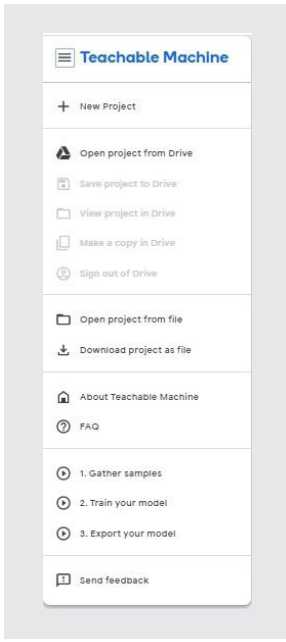 Teachable Machine
New Project
Open project from Drive
Save project to Drive
View project in Drive
Make a copy in Drive
Sign out of Drive
Open project from file
Download project as file
About Teachable Machine
FAQ
1. Gather samples
2. Train your model
3. Export your model
Send feedback